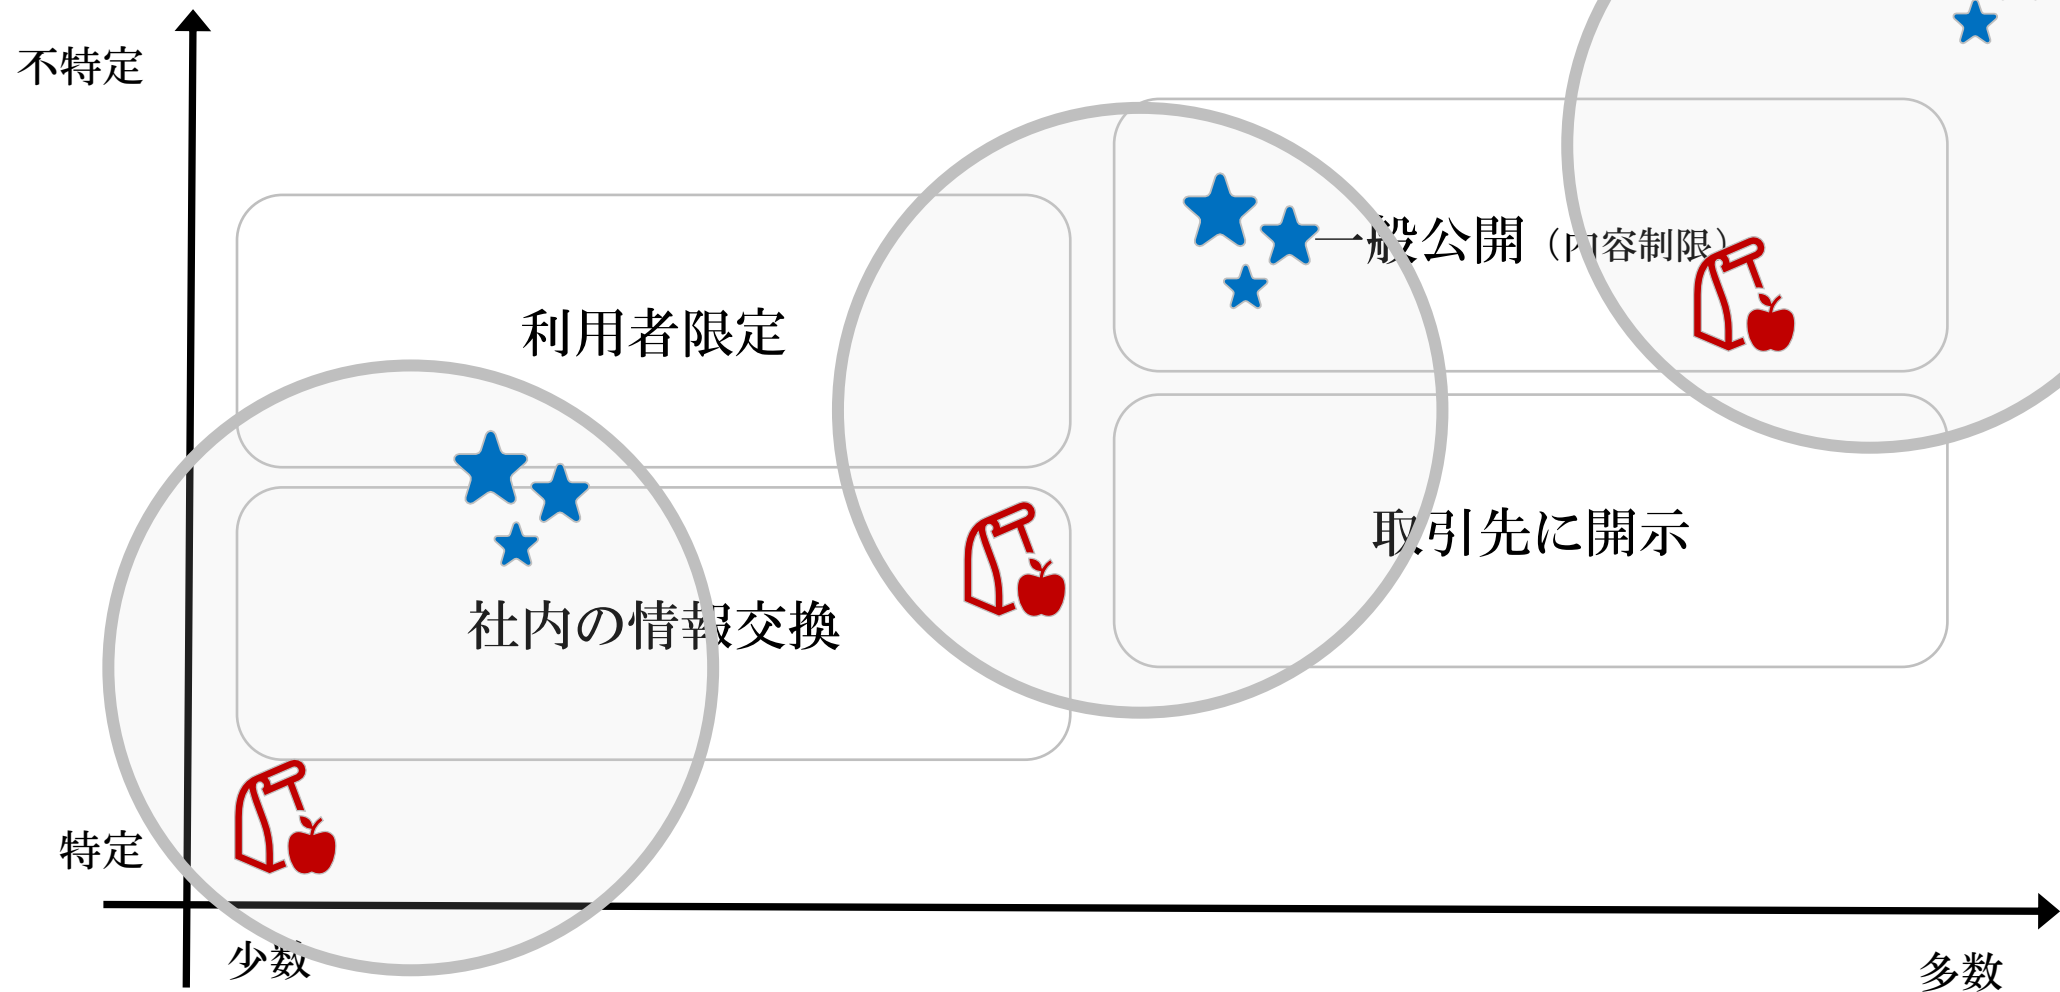 不特定
一般公開（内容制限）
利用者限定
取引先に開示
社内の情報交換
特定
少数
多数